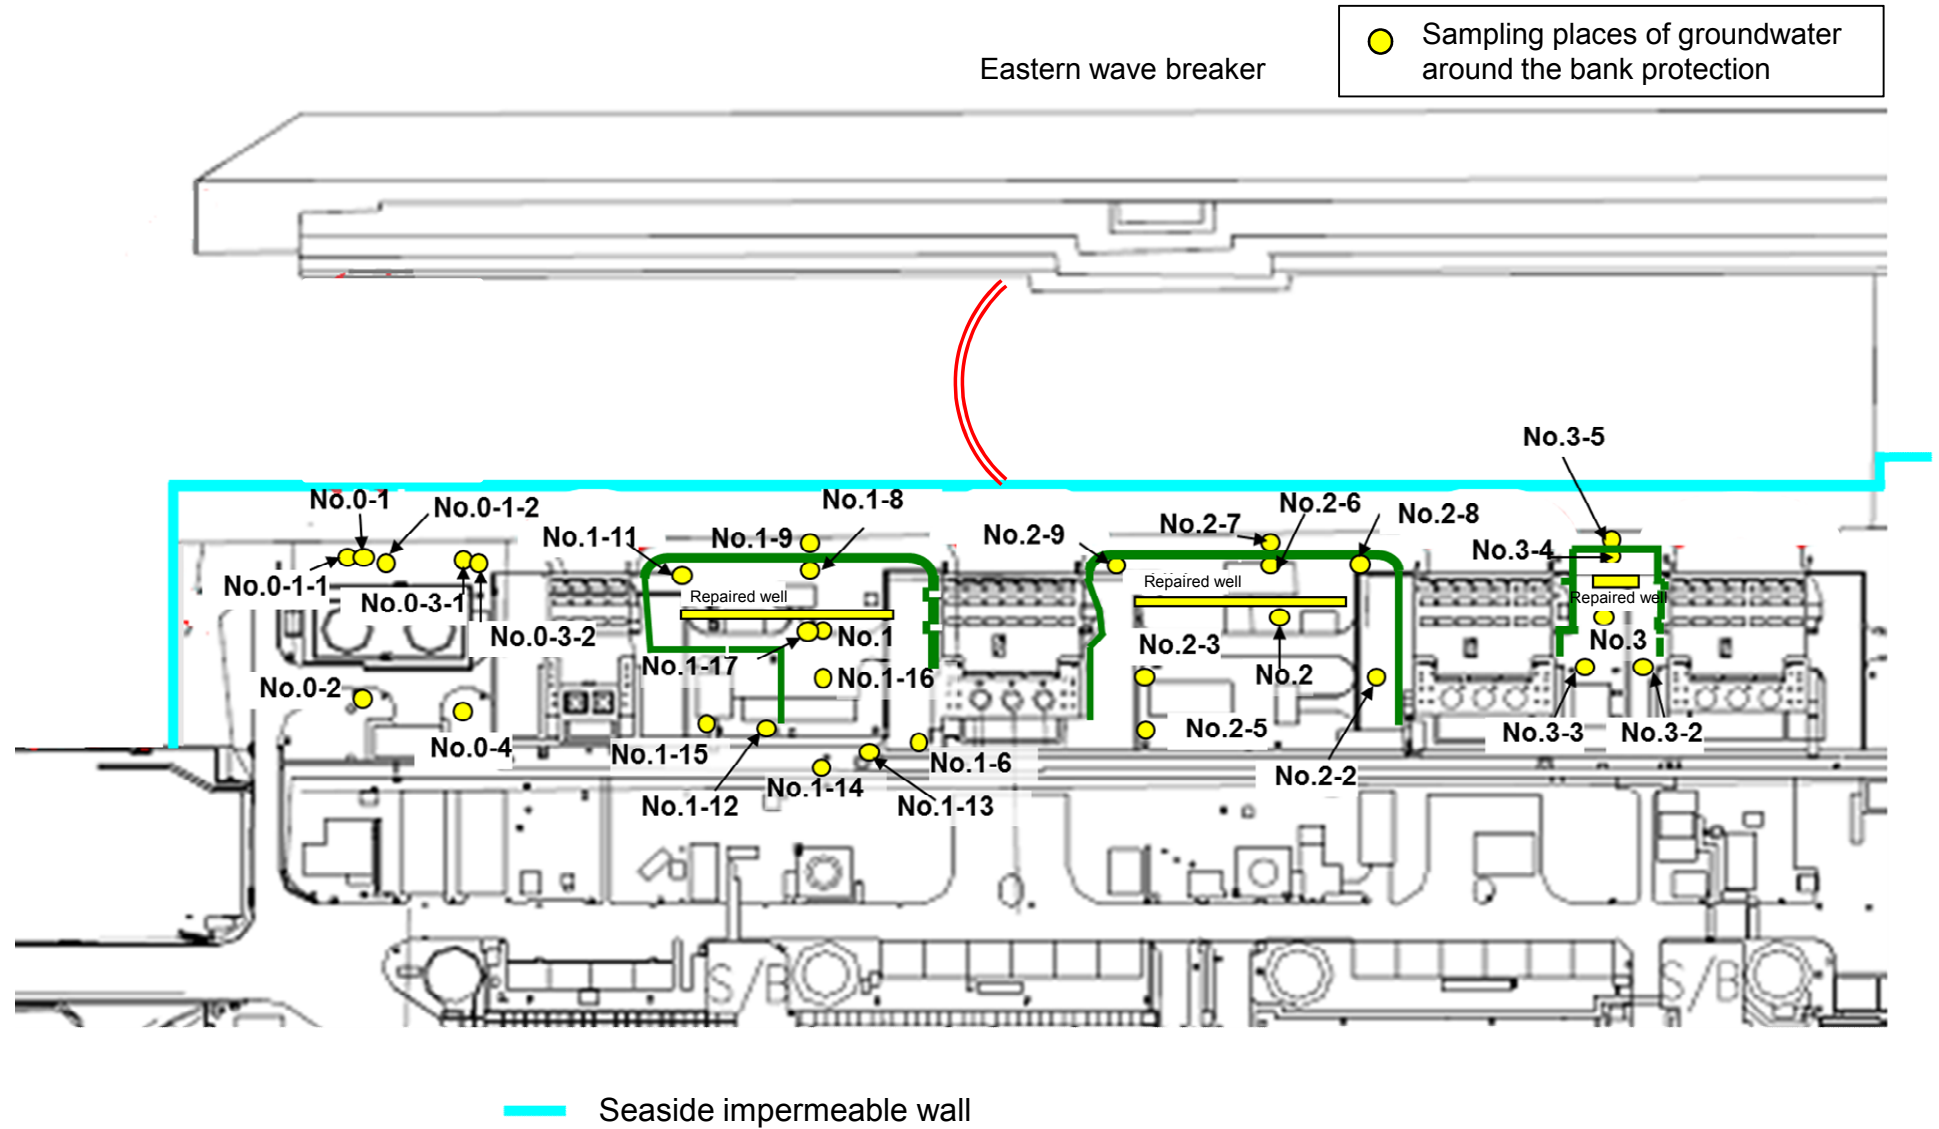 Sampling places of groundwater
around the bank protection
Eastern wave breaker
No.3-5
No.0-1
No.0-1-2
No.1-8
No.2-6
No.2-8
No.1-11
No.1-9
No.2-9
No.2-7
No.3-4
No.0-1-1
No.0-3-1
Repaired well
Repaired well
Repaired well
No.0-3-2
No.1
No.2-3
No.3
No.1-17
No.1-16
No.2
No.0-2
No.0-4
No.1-15
No.2-5
No.3-3
No.3-2
No.1-6
No.2-2
No.1-14
No.1-12
No.1-13
S/B
S/B
Seaside impermeable wall